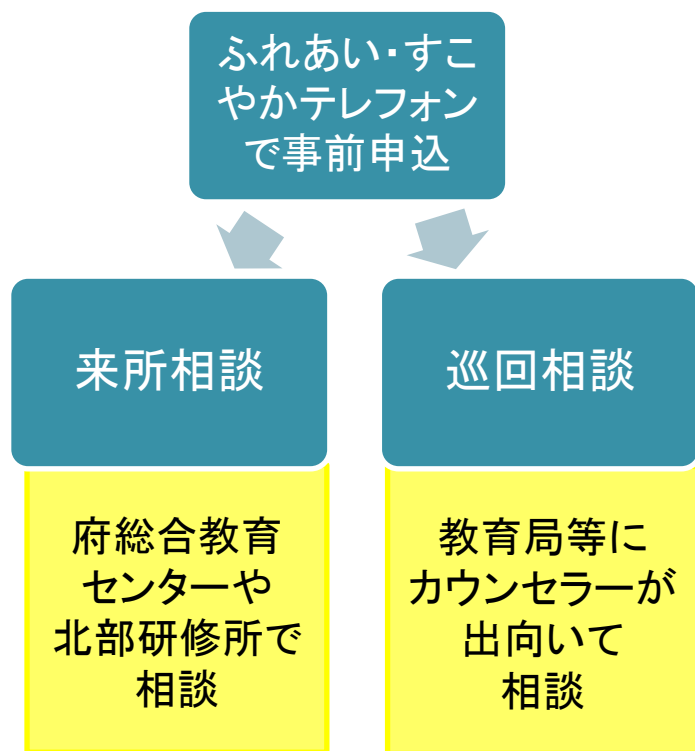 ふれあい・すこ
やかテレフォン
で事前申込
来所相談
巡回相談
府総合教育
センターや
北部研修所で
相談
教育局等に
カウンセラーが
出向いて
相談